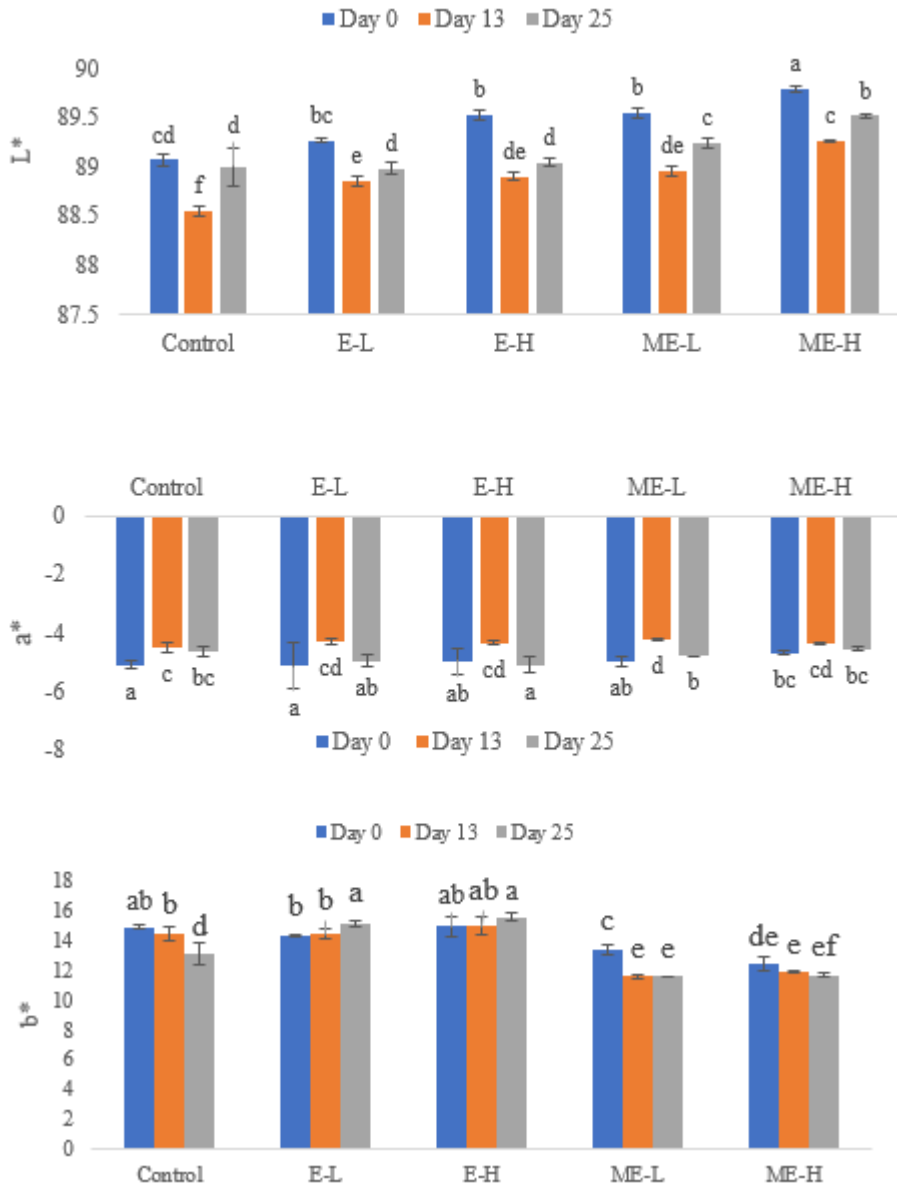 Day 0 Day 13 Day 25
L*
90
89.5
89
88.5
88
87.5
cd f d
bc e d
b de d
b de c
a c b
Control E-L E-H ME-L ME-H
Control E-L E-H ME-L ME-H
a*
0
-2
-4
-6
-8
a c bc
a cd ab
ab cd a
ab d b
bc cd bc
Day 0 Day 13 Day 25
Day 0 Day 13 Day 25
b*
18
16
14
12
10
8
6
4
2
0
ab b d
b b a
ab ab a
c e e
de e ef
Control E-L E-H ME-L ME-H